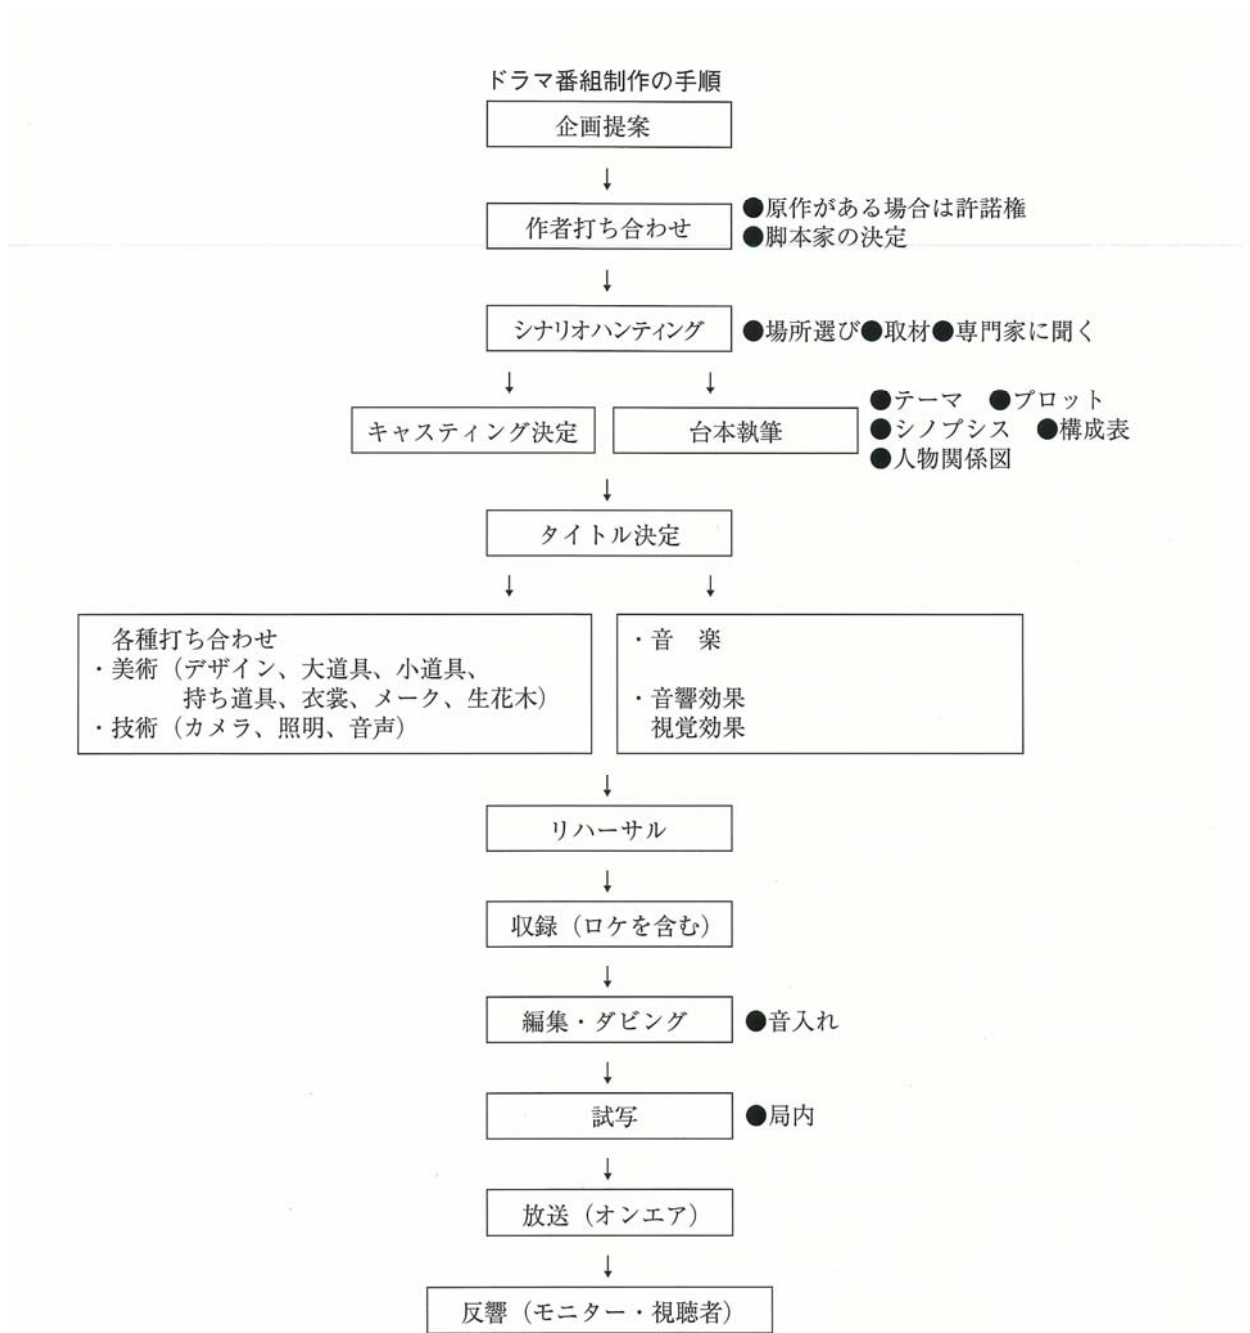 ドラマ番組制作の手順
企画提案
↓
作者打ち合わせ
●原作がある場合は許諾権
●脚本家の決定
↓
シナリオハンティング
●場所選び●取材●専門家に聞く
↓ ↓
キャスティング決定
台本執筆
●テーマ ●プロット
●シノプシス ●構成表
●人物関係図
↓
タイトル決定
↓ ↓
各種打ち合わせ
・美術（デザイン、大道具、小道具、
持ち道具、衣裳、メーク、生花木）
・技術（カメラ、照明、音声）
・音　楽
・音響効果
視覚効果
↓
リハーサル
↓
収録（ロケを含む）
↓
編集・ダビング
●音入れ
↓
試写
●局内
↓
放送（オンエア）
↓
反響（モニター・視聴者）